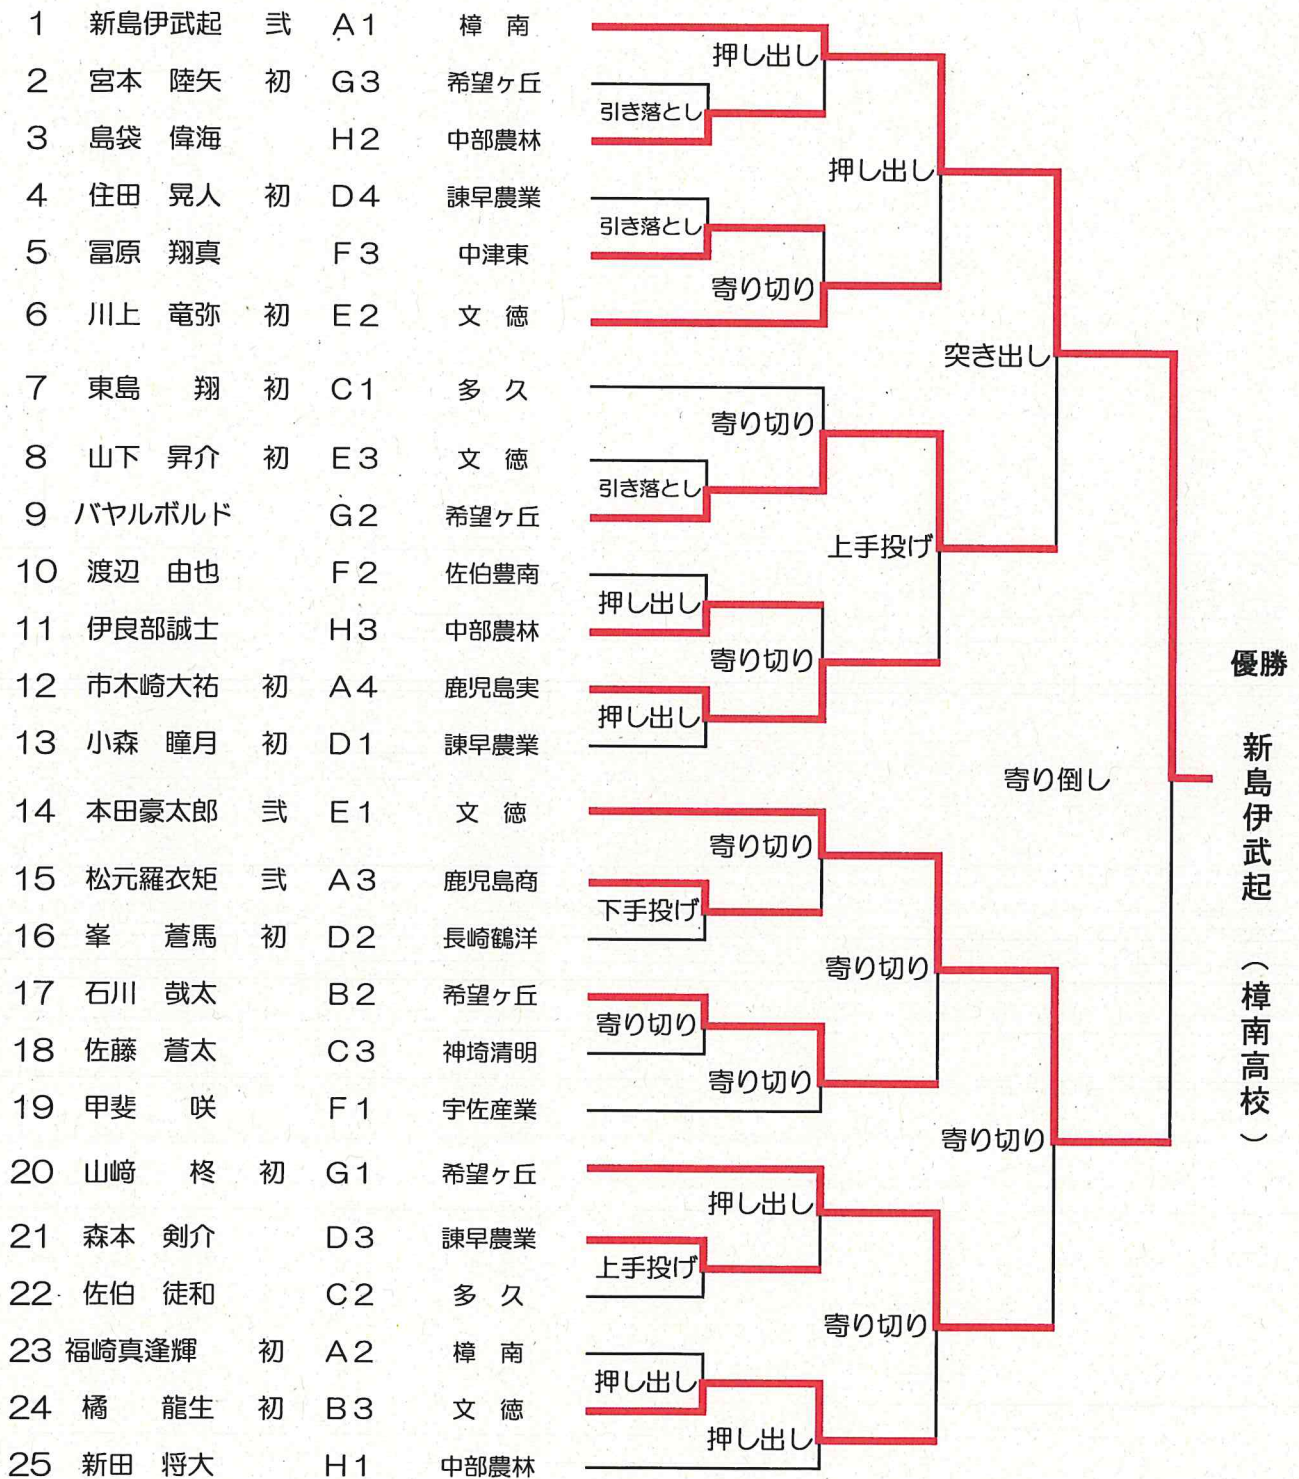 1 新島伊武起 弐 A1 樟南
2 宮本 陸矢 初 G3 希望ヶ丘
3 島袋 偉海 H2 中部農林
4 住田 晃人 初 D4 諫早農業
5 冨原 翔真 F3 中津東
6 川上 竜弥 初 E2 文徳
7 東島 翔 初 C1 多久
8 山下 昇介 初 E3 文徳
9 バヤルボルド G2 希望ヶ丘
10 渡辺 由也 F2 佐伯豊南
11 伊良部誠士 H3 中部農林
12 市木崎大祐 初 A4 鹿児島実
13 小森 瞳月 初 D1 諫早農業
14 本田豪太郎 弐 E1 文徳
15 松元羅衣矩 弐 A3 鹿児島商
16 峯 蒼馬 初 D2 長崎鶴洋
17 石川 哉太 B2 希望ヶ丘
18 佐藤 蒼太 C3 神埼清明
19 甲斐 咲 F1 宇佐産業
20 山﨑 柊 初 G1 希望ヶ丘
21 森本 剣介 D3 諫早農業
22 佐伯 徒和 C2 多久
23 福崎真逢輝 初 A2 樟南
24 橘 龍生 初 B3 文徳
25 新田 将大 H1 中部農林
引き落とし
引き落とし
引き落とし
押し出し
押し出し
下手投げ
寄り切り
上手投げ
押し出し
押し出し
寄り切り
寄り切り
寄り切り
寄り切り
寄り切り
押し出し
押し出し
押し出し
上手投げ
寄り切り
寄り切り
突き出し
寄り切り
寄り倒し
優勝
新島伊武起
（樟南高校）